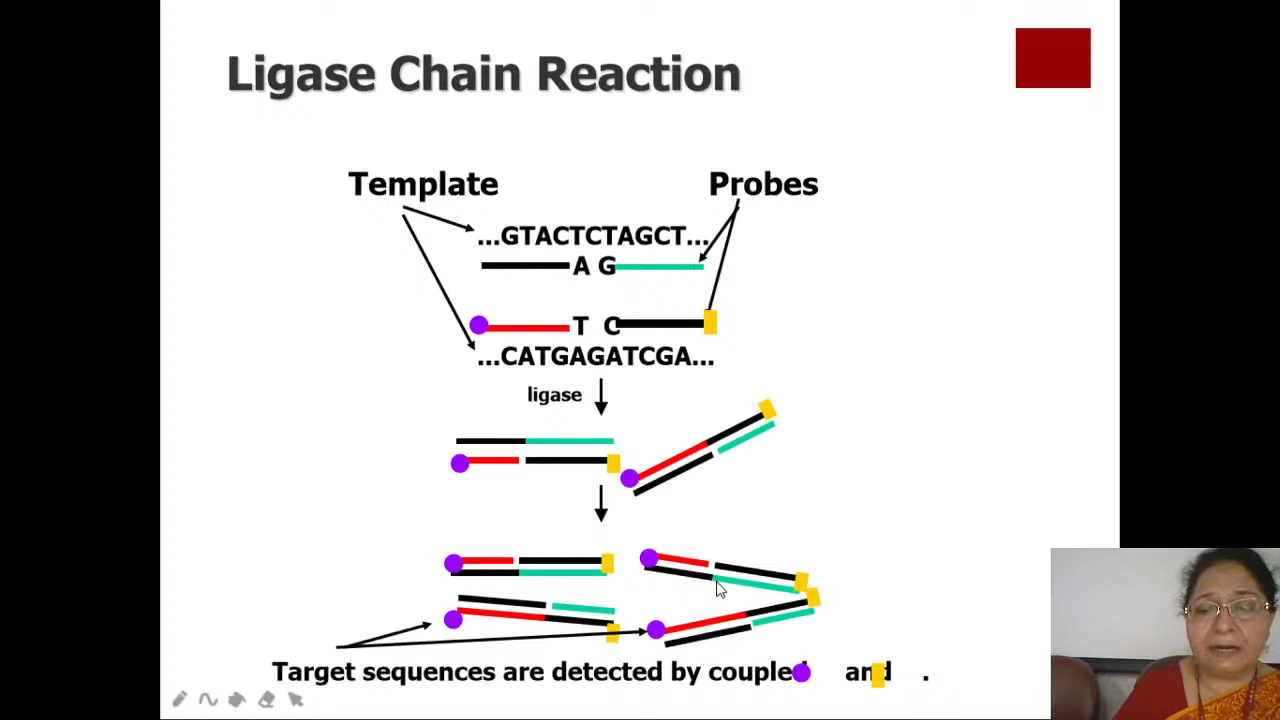 Ligase Chain Reaction
Template Probes
...GTACTCTAGCT...
A G
T C
...CATGAGATCGA...
ligase
Target sequences are detected by coupled and .